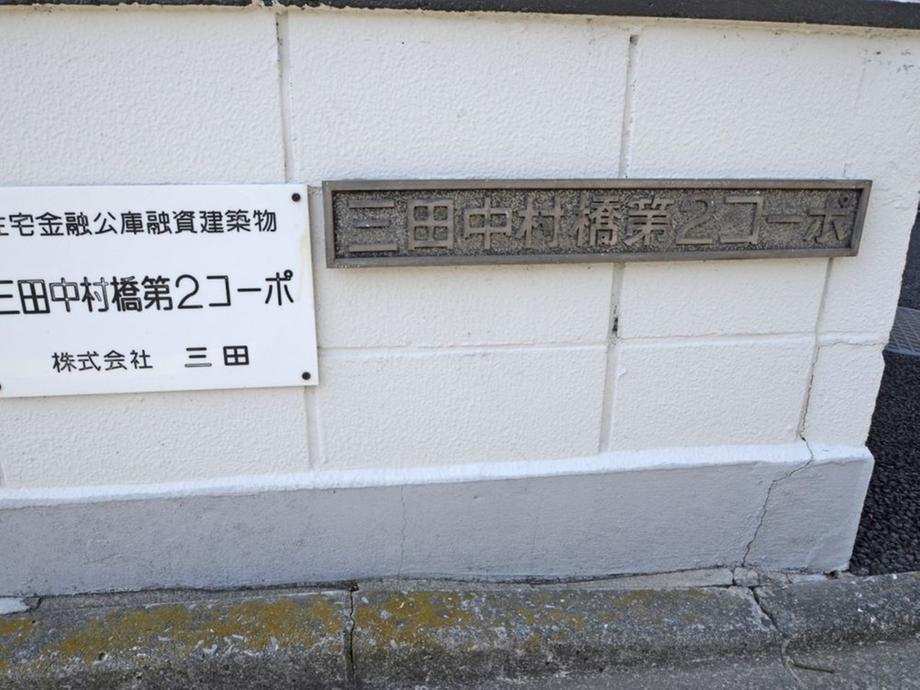 住宅金融公庫融資建築物
三田中村橋第2コーポ
株式会社 三田
三田中村橋第2コーポ